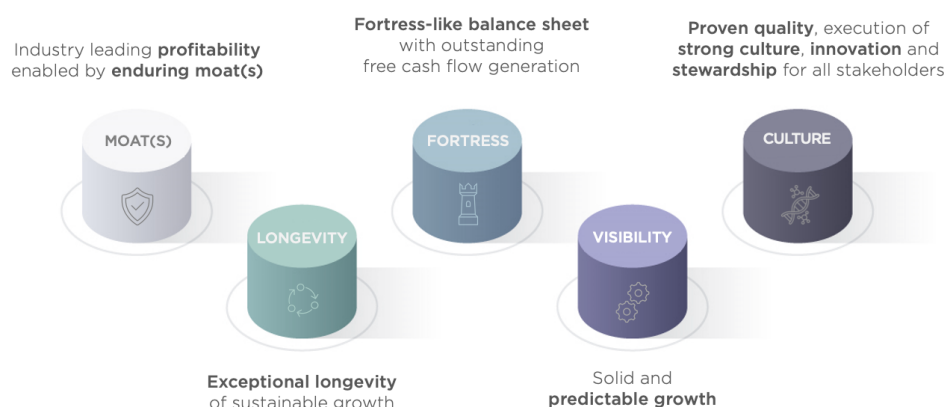 Industry leading profitability
enabled by enduring moat(s)
MOAT(S)
LONGEVITY
Exceptional longevity
of sustainable growth
Fortress-like balance sheet
with outstanding
free cash flow generation
FORTRESS
VISIBILITY
Solid and
predictable growth
Proven quality, execution of
strong culture, innovation and
stewardship for all stakeholders
CULTURE